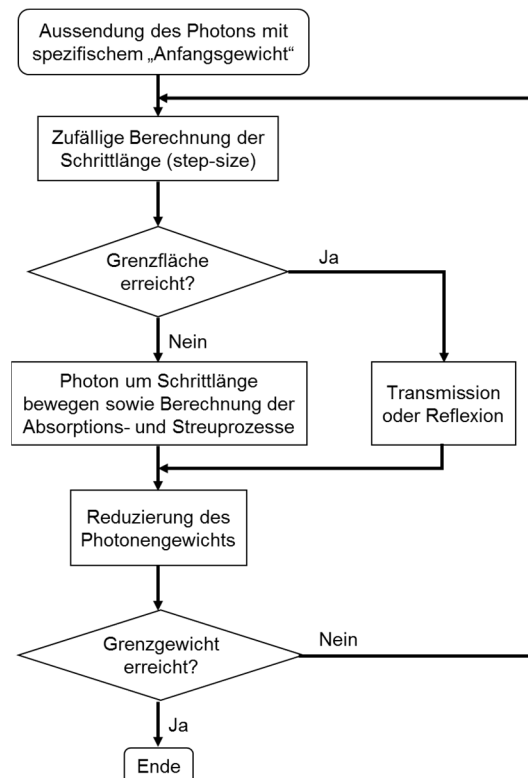 Aussendung des Photons mit
spezifischem „Anfangsgewicht“
Zufällige Berechnung der
Schrittlänge (step-size)
Grenzfläche
erreicht?
Ja
Nein
Photon um Schrittlänge
bewegen sowie Berechnung der
Absorptions- und Streuprozesse
Transmission
oder Reflexion
Reduzierung des
Photonengewichts
Grenzgewicht
erreicht?
Nein
Ja
Ende